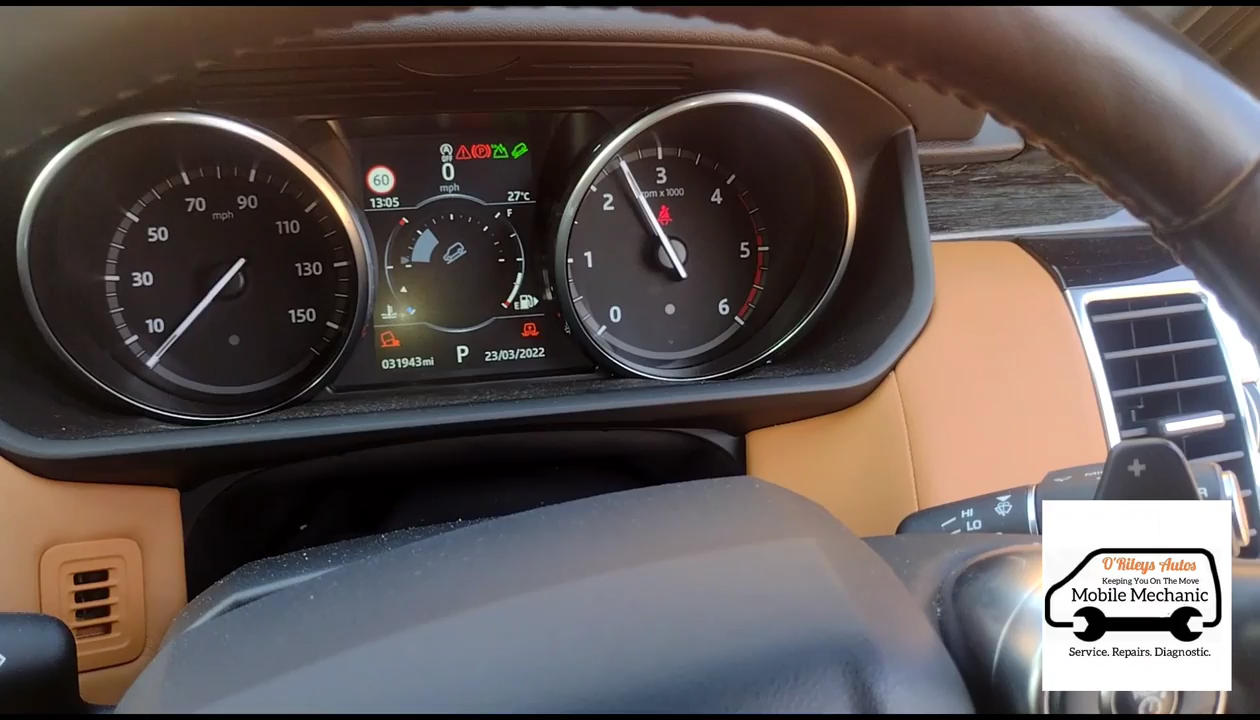 70 90
mph
50
110
30
130
10
150
OFF
0
mph
60
13:05
27°C
F
E
031943mi
P
23/03/2022
3
rpm x 1000
2
4
1
5
0
6
HI
LO
+
R
O'Rileys Autos
Keeping You On The Move
Mobile Mechanic
Service. Repairs. Diagnostic.